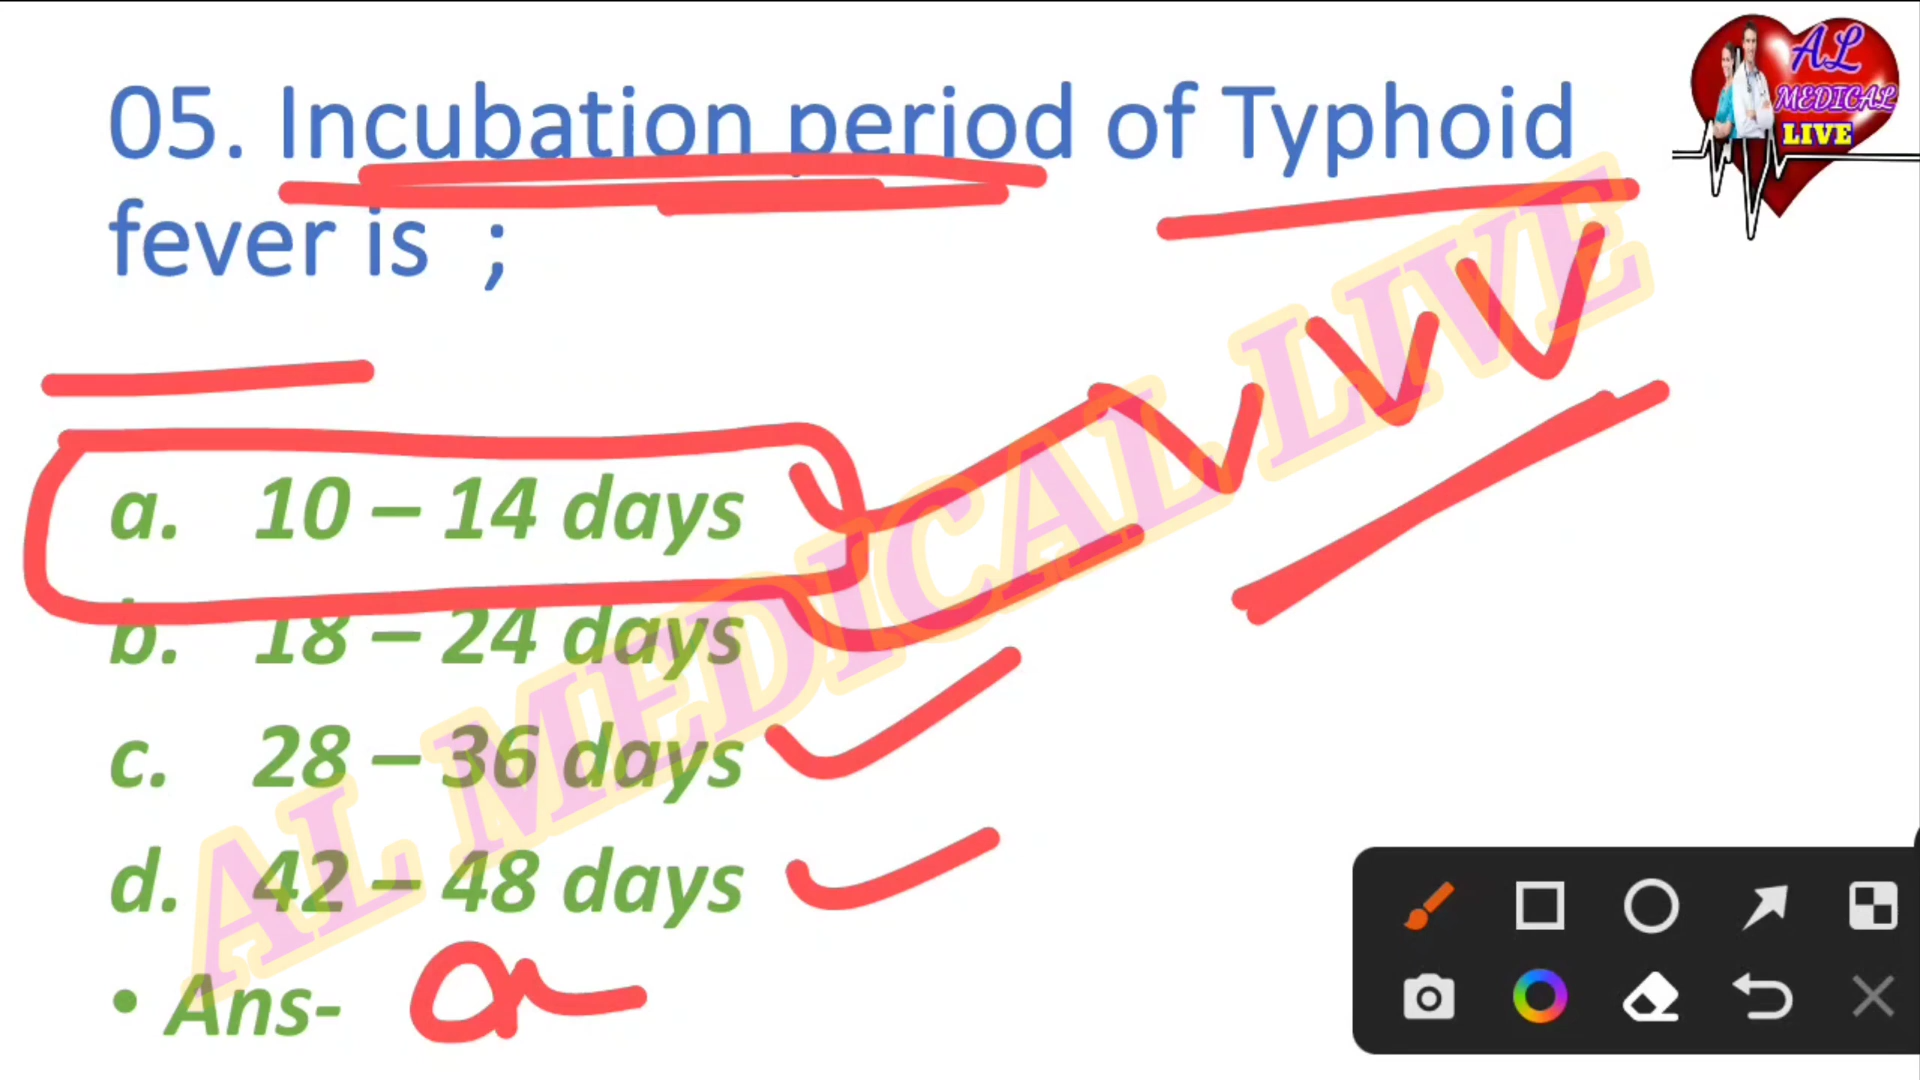 AL
MEDICAL
LIVE
05. Incubation period of Typhoid
fever is ;
a. 10 – 14 days
b. 18 – 24 days
c. 28 – 36 days
d. 42 – 48 days
• Ans- a
AL MEDICAL LIVE